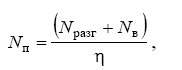 Nп = (Nразг + Nв) / η ,